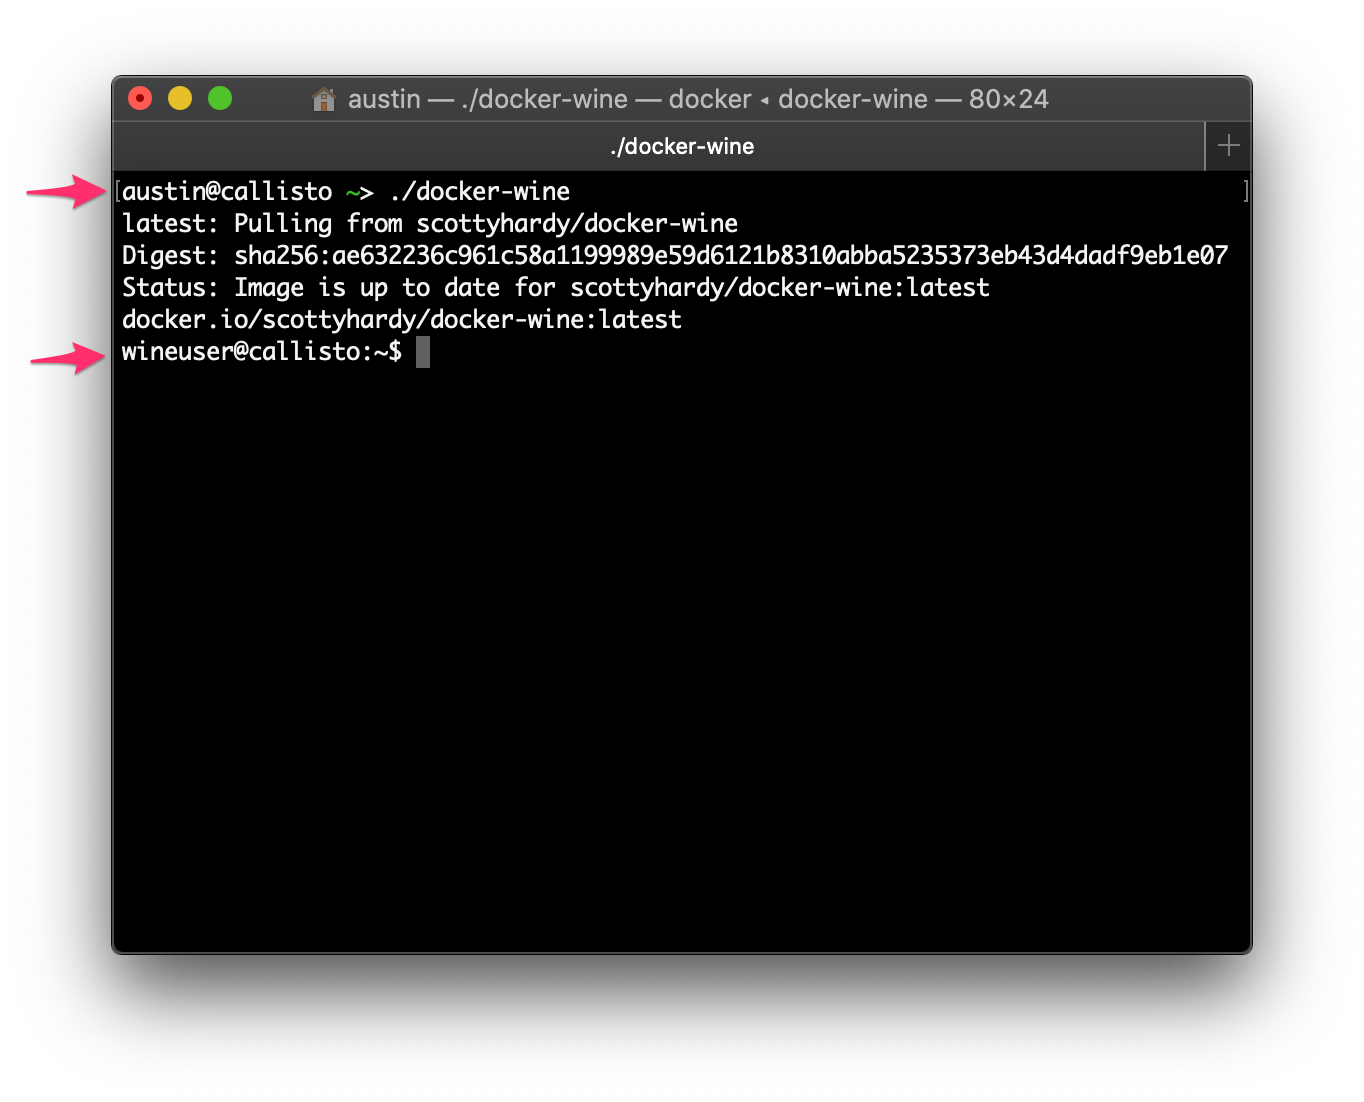 austin — ./docker-wine — docker ◂ docker-wine — 80×24
./docker-wine
[austin@callisto ~> ./docker-wine ]
latest: Pulling from scottyhardy/docker-wine
Digest: sha256:ae632236c961c58a1199989e59d6121b8310abba5235373eb43d4dadf9eb1e07
Status: Image is up to date for scottyhardy/docker-wine:latest
docker.io/scottyhardy/docker-wine:latest
wineuser@callisto:~$